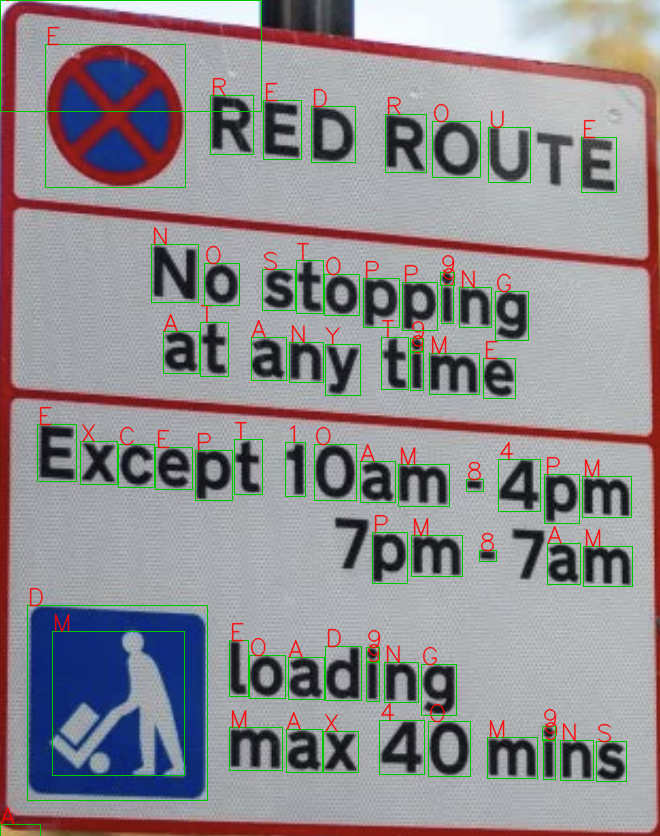 RED ROUTE
No stopping
at any time
Except 10am - 4pm
7pm - 7am
loading
max 40 mins